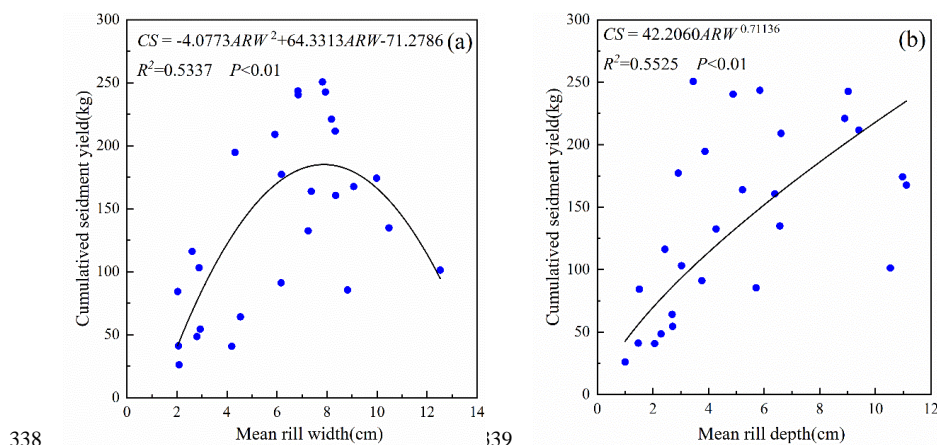 CS = -4.0773ARW²+64.3313ARW-71.2786 (a)
R²=0.5337 P<0.01
Cumulatived seidment yield(kg)
300
250
200
150
100
50
0
0 2 4 6 8 10 12 14
Mean rill width(cm)
338
CS = 42.2060ARW^0.71136 (b)
R²=0.5525 P<0.01
Cumulatived seidment yield(kg)
300
250
200
150
100
50
0
0 2 4 6 8 10 12
Mean rill depth(cm)
339